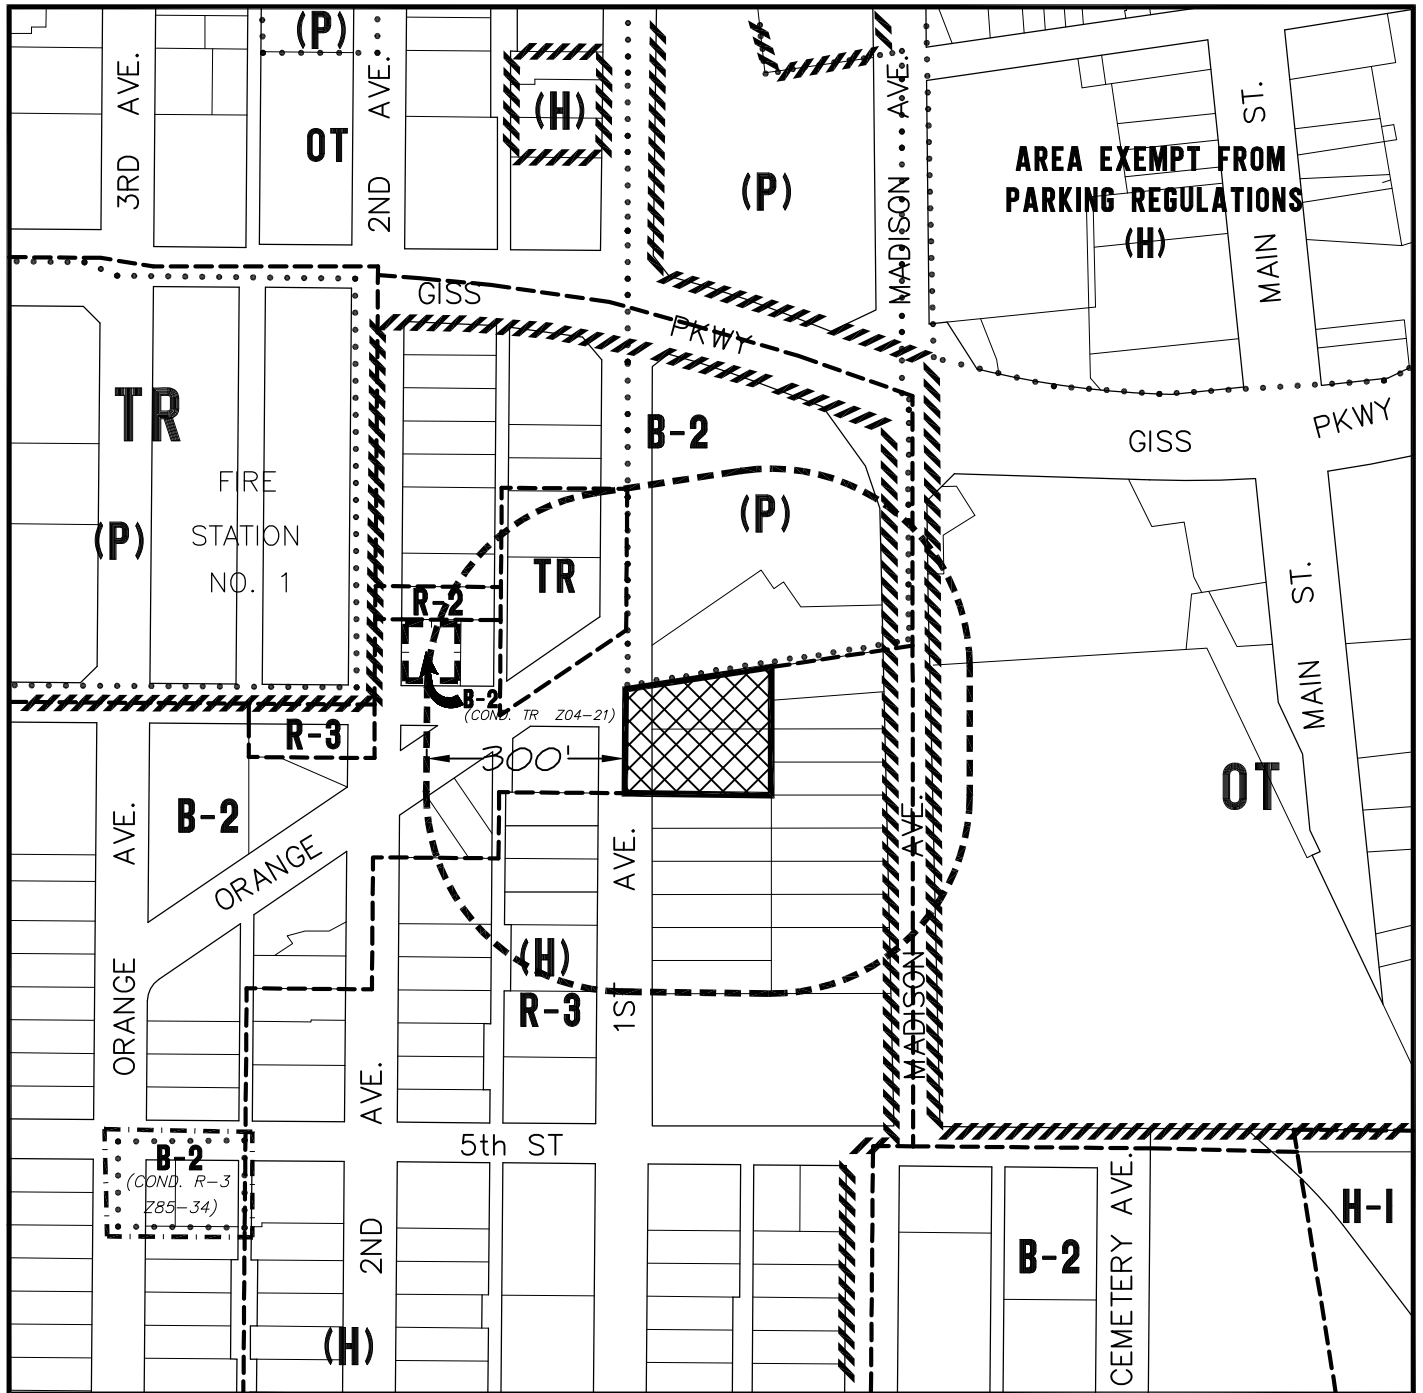 (P)
3RD AVE.
OT
2ND AVE.
(H)
(P)
MADISON AVE.
AREA EXEMPT FROM
PARKING REGULATIONS
(H)
MAIN ST.
GISS PKWY
TR
(P)
FIRE
STATION
NO. 1
B-2
(P)
GISS PKWY
TR
R-2
B-2
(COND. TR Z04-21)
300'
R-3
B-2
ORANGE
ORANGE AVE.
MAIN ST.
OT
1ST AVE.
MADISON AVE.
(H)
R-3
2ND AVE.
5th ST
B-2
(COND. R-3
Z85-34)
(H)
B-2
CEMETERY AVE.
H-I